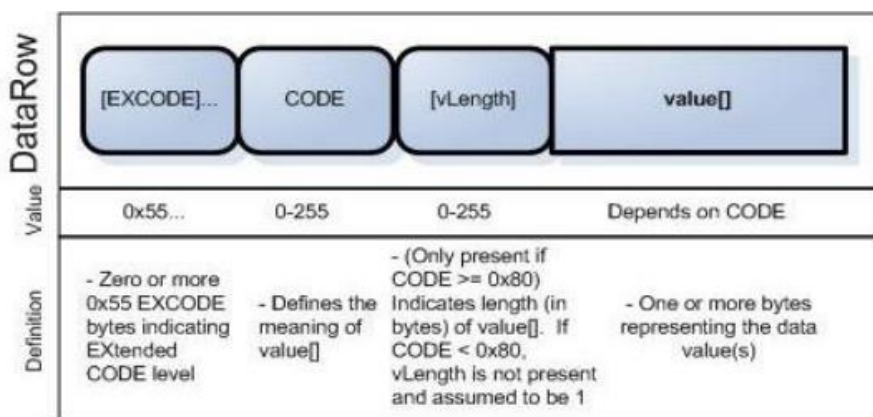 DataRow
[EXCODE]...
CODE
[vLength]
value[]
Value
0x55...
0-255
0-255
Depends on CODE
Definition
- Zero or more
0x55 EXCODE
bytes indicating
EXtended
CODE level
- Defines the
meaning of
value[]
- (Only present if
CODE >= 0x80)
Indicates length (in
bytes) of value[].  If
CODE < 0x80,
vLength is not present
and assumed to be 1
- One or more bytes
representing the data
value(s)